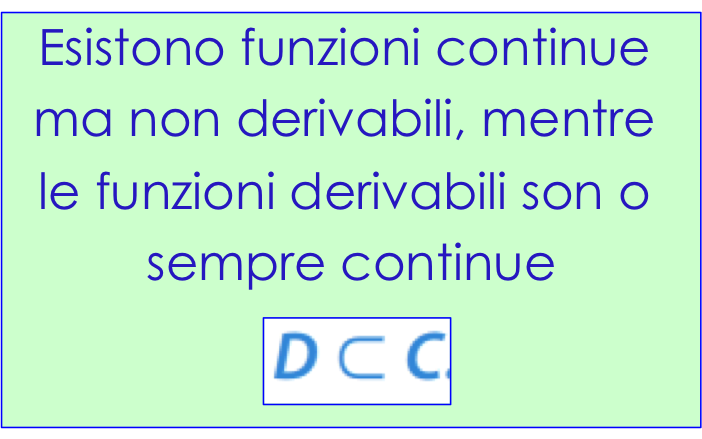 Esistono funzioni continue
ma non derivabili, mentre
le funzioni derivabili son o
sempre continue
D ⊂ C.